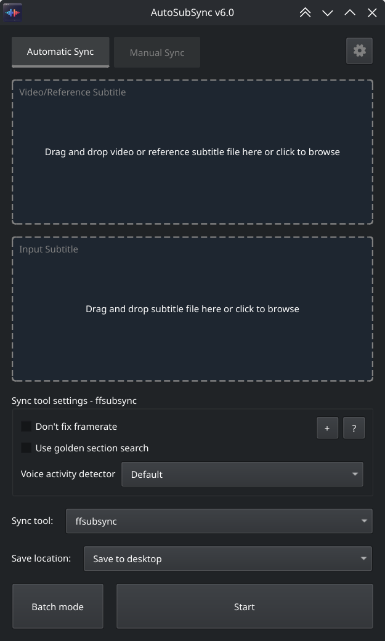 AutoSubSync v6.0
Automatic Sync
Manual Sync
Video/Reference Subtitle
Drag and drop video or reference subtitle file here or click to browse
Input Subtitle
Drag and drop subtitle file here or click to browse
Sync tool settings - ffsubsync
Don't fix framerate
+
?
Use golden section search
Voice activity detector
Default
Sync tool:
ffsubsync
Save location:
Save to desktop
Batch mode
Start